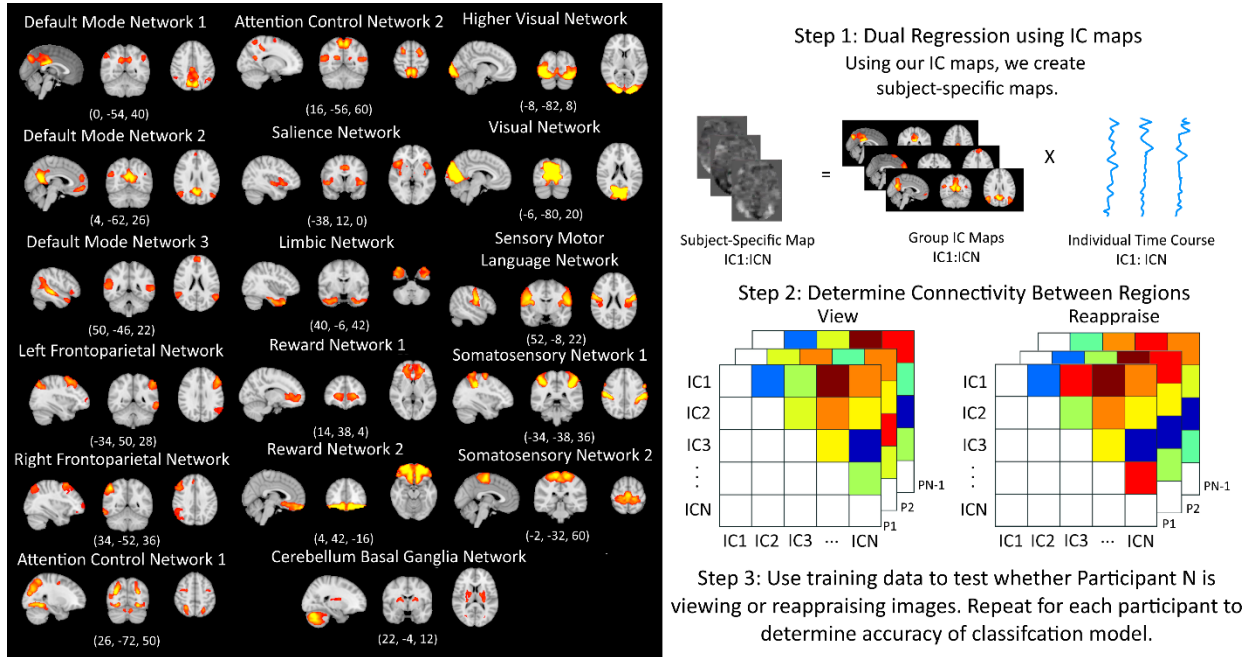 Default Mode Network 1
(0, -54, 40)
Default Mode Network 2
(4, -62, 26)
Default Mode Network 3
(50, -46, 22)
Left Frontoparietal Network
(-34, 50, 28)
Right Frontoparietal Network
(34, -52, 36)
Attention Control Network 1
(26, -72, 50)
Attention Control Network 2
(16, -56, 60)
Salience Network
(-38, 12, 0)
Limbic Network
(40, -6, 42)
Reward Network 1
(14, 38, 4)
Reward Network 2
(4, 42, -16)
Cerebellum Basal Ganglia Network
(22, -4, 12)
Higher Visual Network
(-8, -82, 8)
Visual Network
(-6, -80, 20)
Sensory Motor
Language Network
(52, -8, 22)
Somatosensory Network 1
(-34, -38, 36)
Somatosensory Network 2
(-2, -32, 60)
Step 1: Dual Regression using IC maps
Using our IC maps, we create
subject-specific maps.
=
X
Subject-Specific Map
IC1:ICN
Group IC Maps
IC1:ICN
Individual Time Course
IC1: ICN
Step 2: Determine Connectivity Between Regions
View
IC1
IC2
IC3
⋮
ICN
IC1 IC2 IC3 ... ICN
P1
P2
PN-1
Reappraise
IC1
IC2
IC3
⋮
ICN
IC1 IC2 IC3 ... ICN
P1
P2
PN-1
Step 3: Use training data to test whether Participant N is
viewing or reappraising images. Repeat for each participant to
determine accuracy of classifcation model.